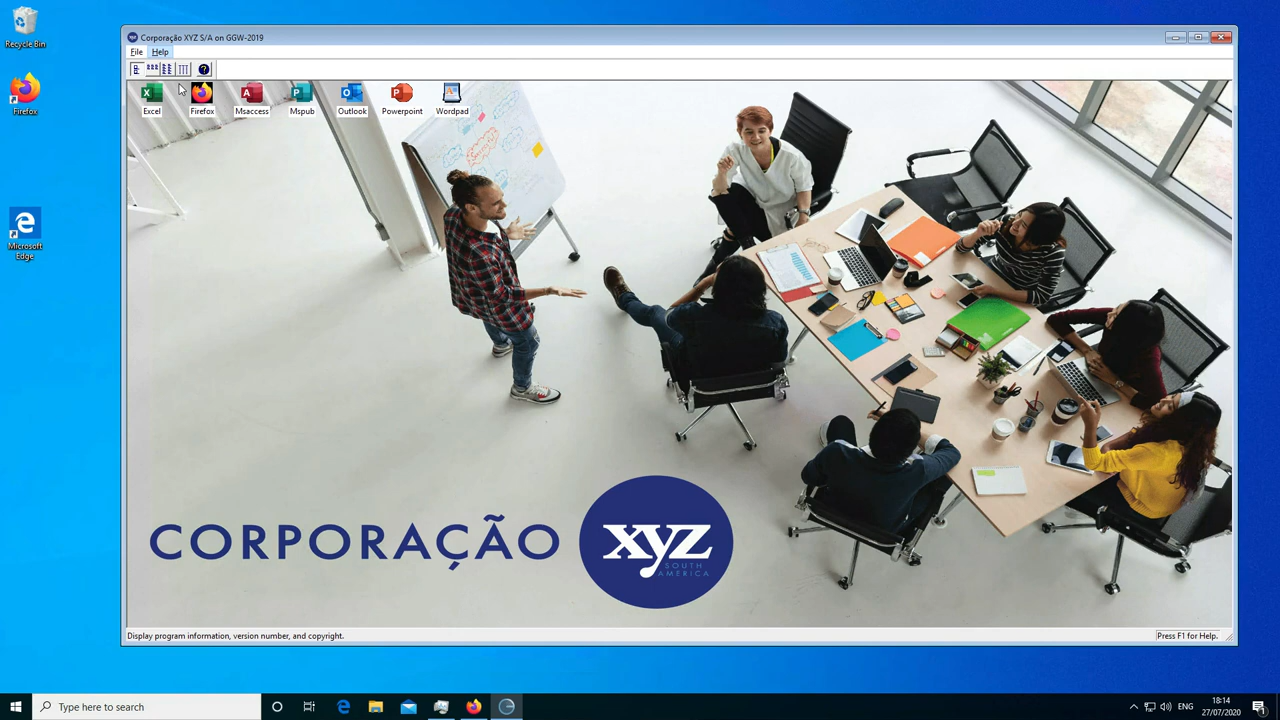 Recycle Bin
Firefox
Microsoft
Edge
Corporação XYZ S/A on GGW-2019
File Help
Excel Firefox Msaccess Mspub Outlook Powerpoint Wordpad
CORPORAÇÃO
xyz
SOUTH
AMERICA
Display program information, version number, and copyright.
Press F1 for Help.
Type here to search
ENG
18:14
27/07/2020